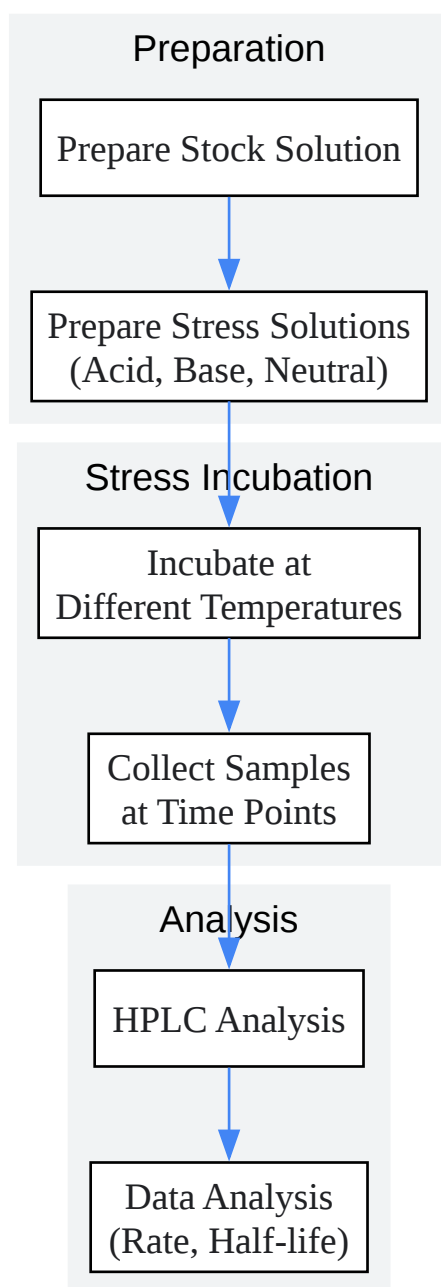 Preparation
Prepare Stock Solution
Prepare Stress Solutions
(Acid, Base, Neutral)
Stress Incubation
Incubate at
Different Temperatures
Collect Samples
at Time Points
Analysis
HPLC Analysis
Data Analysis
(Rate, Half-life)